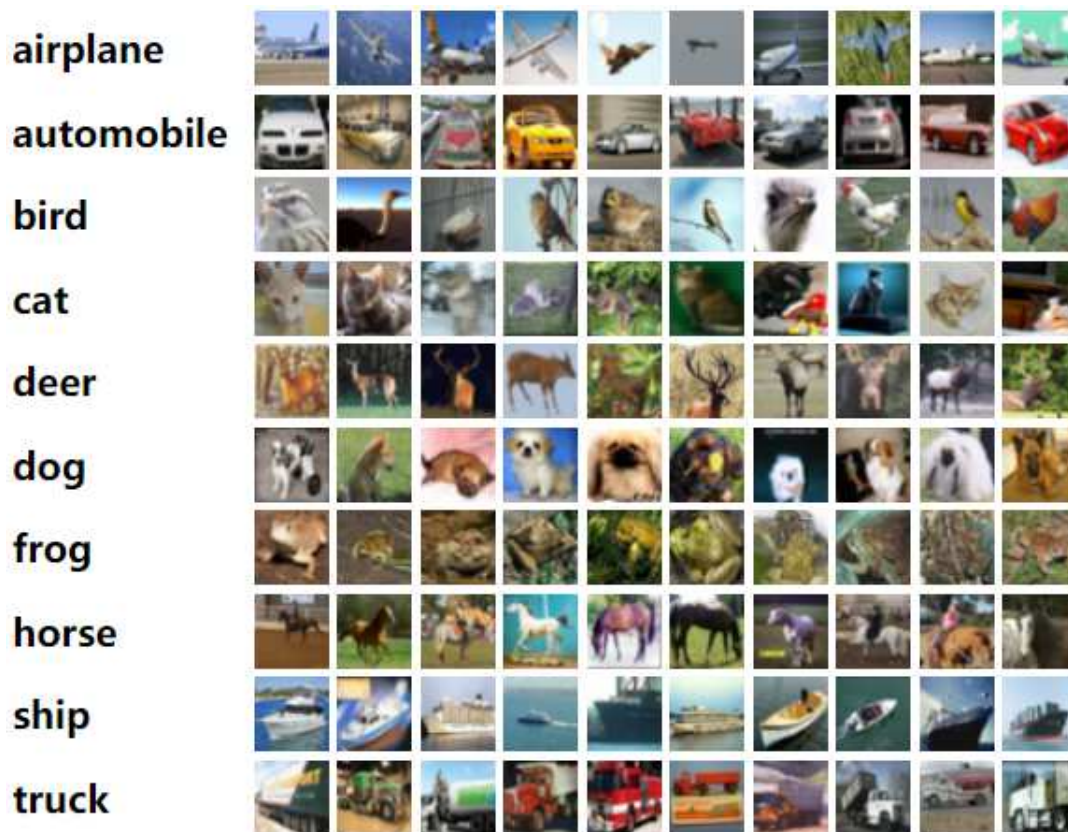 airplane
automobile
bird
cat
deer
dog
frog
horse
ship
truck